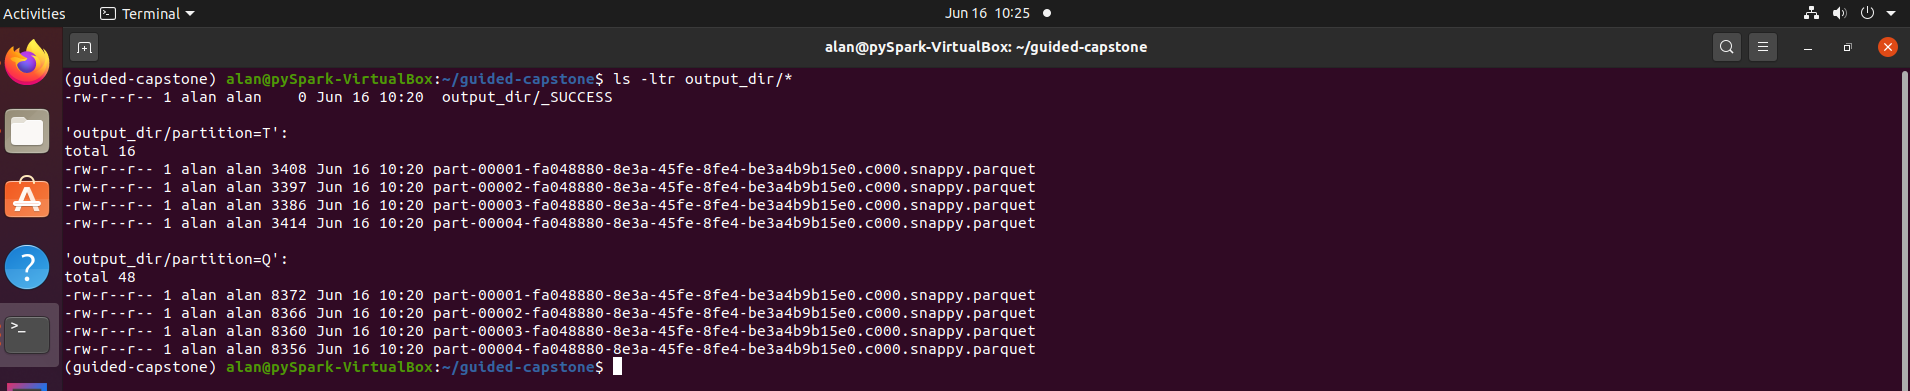 Activities
Terminal
Jun 16 10:25
alan@pySpark-VirtualBox: ~/guided-capstone
(guided-capstone) alan@pySpark-VirtualBox:~/guided-capstone$ ls -ltr output_dir/*
-rw-r--r-- 1 alan alan    0 Jun 16 10:20  output_dir/_SUCCESS
'output_dir/partition=T':
total 16
-rw-r--r-- 1 alan alan 3408 Jun 16 10:20 part-00001-fa048880-8e3a-45fe-8fe4-be3a4b9b15e0.c000.snappy.parquet
-rw-r--r-- 1 alan alan 3397 Jun 16 10:20 part-00002-fa048880-8e3a-45fe-8fe4-be3a4b9b15e0.c000.snappy.parquet
-rw-r--r-- 1 alan alan 3386 Jun 16 10:20 part-00003-fa048880-8e3a-45fe-8fe4-be3a4b9b15e0.c000.snappy.parquet
-rw-r--r-- 1 alan alan 3414 Jun 16 10:20 part-00004-fa048880-8e3a-45fe-8fe4-be3a4b9b15e0.c000.snappy.parquet
'output_dir/partition=Q':
total 48
-rw-r--r-- 1 alan alan 8372 Jun 16 10:20 part-00001-fa048880-8e3a-45fe-8fe4-be3a4b9b15e0.c000.snappy.parquet
-rw-r--r-- 1 alan alan 8366 Jun 16 10:20 part-00002-fa048880-8e3a-45fe-8fe4-be3a4b9b15e0.c000.snappy.parquet
-rw-r--r-- 1 alan alan 8360 Jun 16 10:20 part-00003-fa048880-8e3a-45fe-8fe4-be3a4b9b15e0.c000.snappy.parquet
-rw-r--r-- 1 alan alan 8356 Jun 16 10:20 part-00004-fa048880-8e3a-45fe-8fe4-be3a4b9b15e0.c000.snappy.parquet
(guided-capstone) alan@pySpark-VirtualBox:~/guided-capstone$